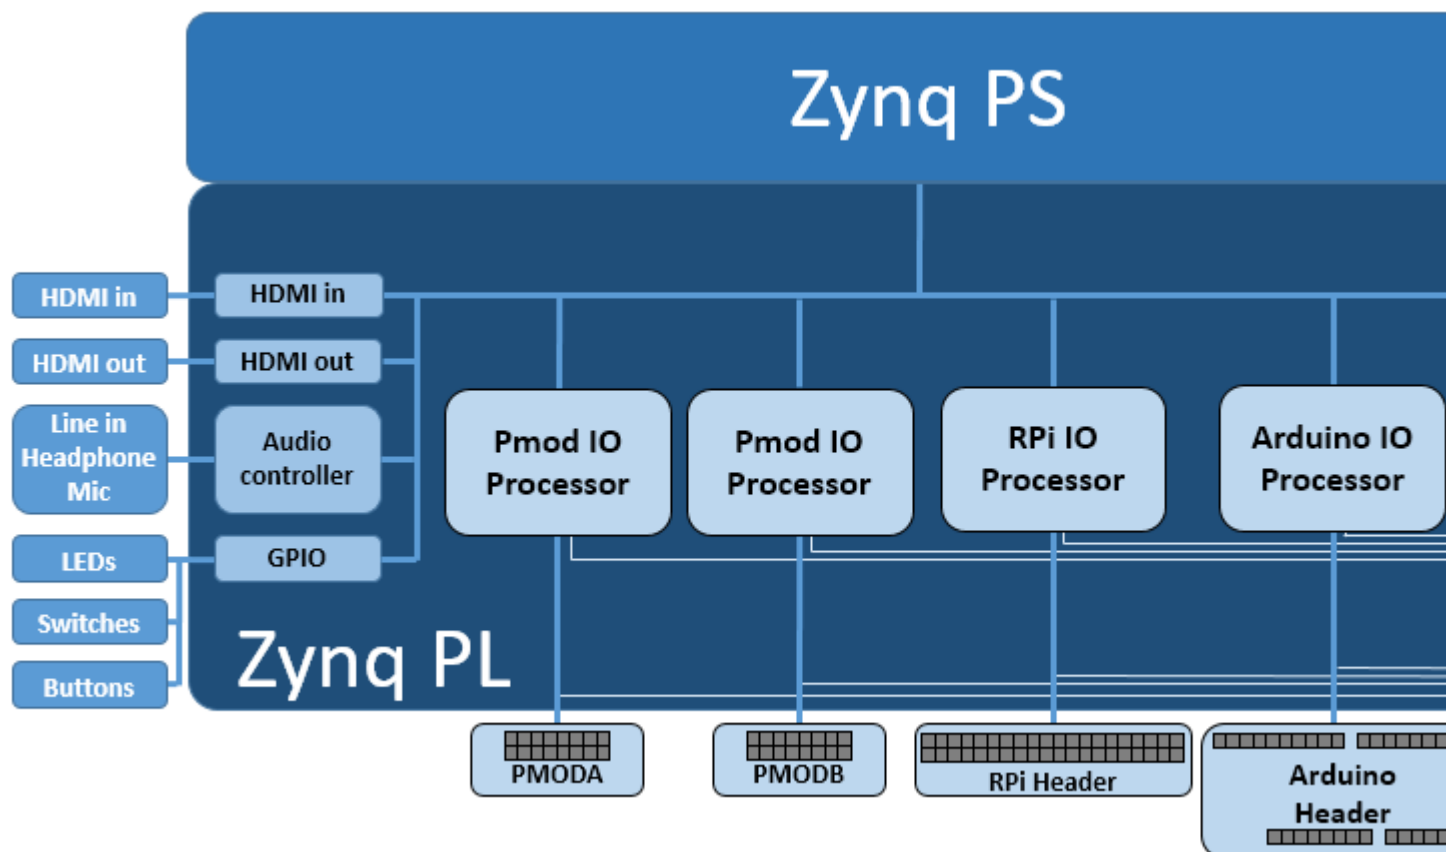 Zynq PS
HDMI in
HDMI in
HDMI out
HDMI out
Line in
Headphone
Mic
Audio
controller
LEDs
GPIO
Switches
Buttons
Pmod IO
Processor
Pmod IO
Processor
RPi IO
Processor
Arduino IO
Processor
Zynq PL
PMODA
PMODB
RPi Header
Arduino
Header